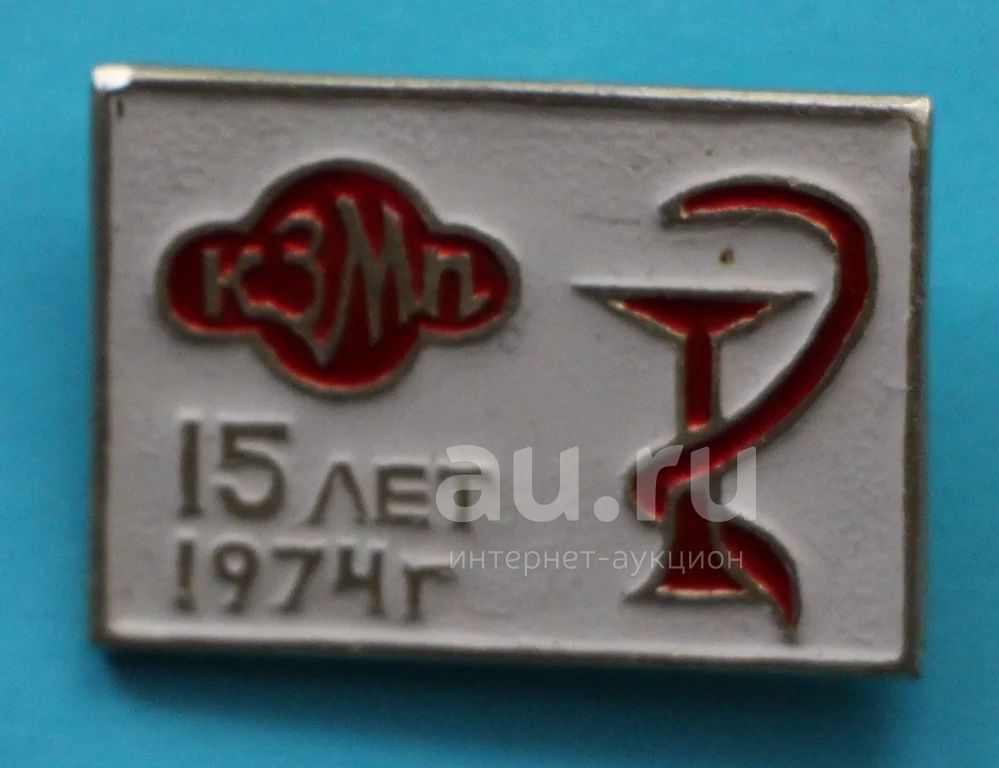 КЗМП
15 ЛЕТ
1974г
au.ru
интернет-аукцион